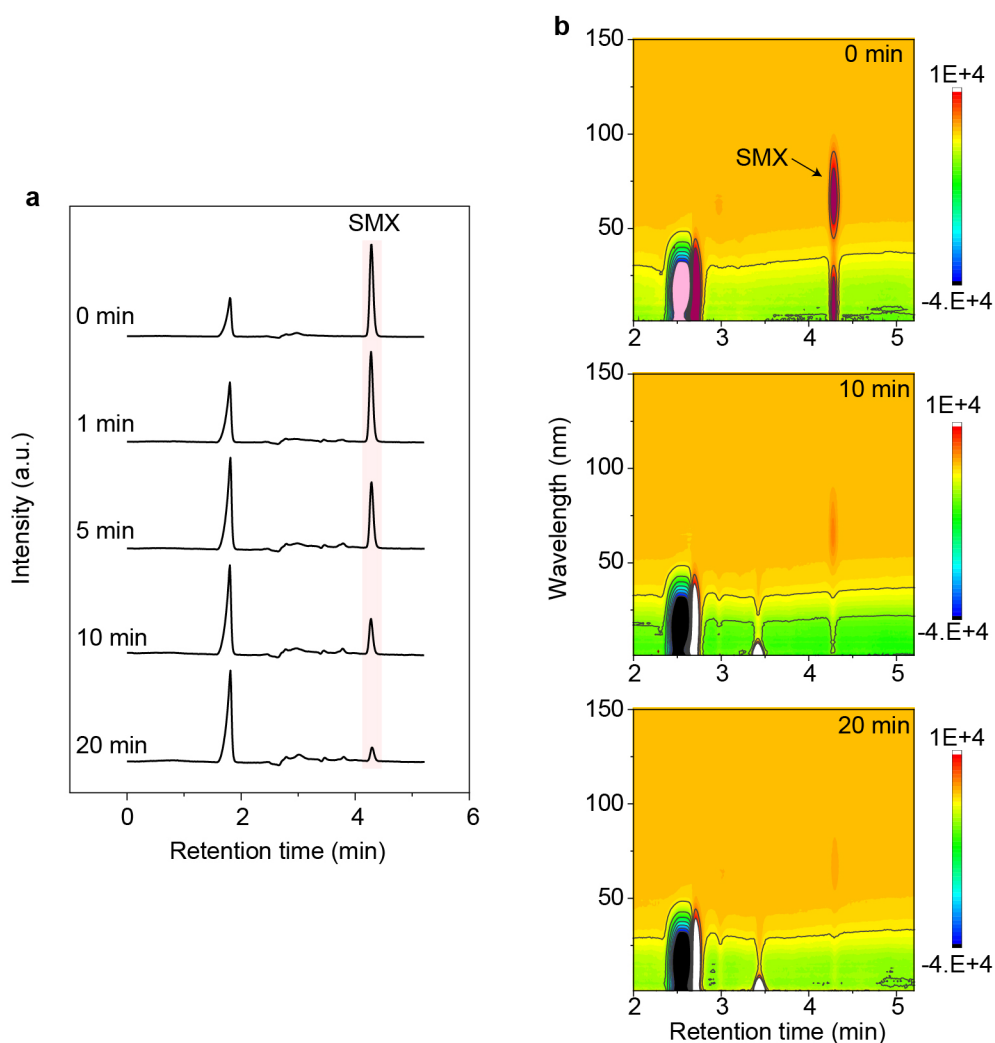 a
SMX
0 min
1 min
5 min
10 min
20 min
Intensity (a.u.)
0
2
4
6
Retention time (min)
b
Wavelength (nm)
150
100
50
0 min
SMX
2
3
4
5
1E+4
-4.E+4
150
100
50
10 min
2
3
4
5
1E+4
-4.E+4
150
100
50
20 min
2
3
4
5
1E+4
-4.E+4
Retention time (min)